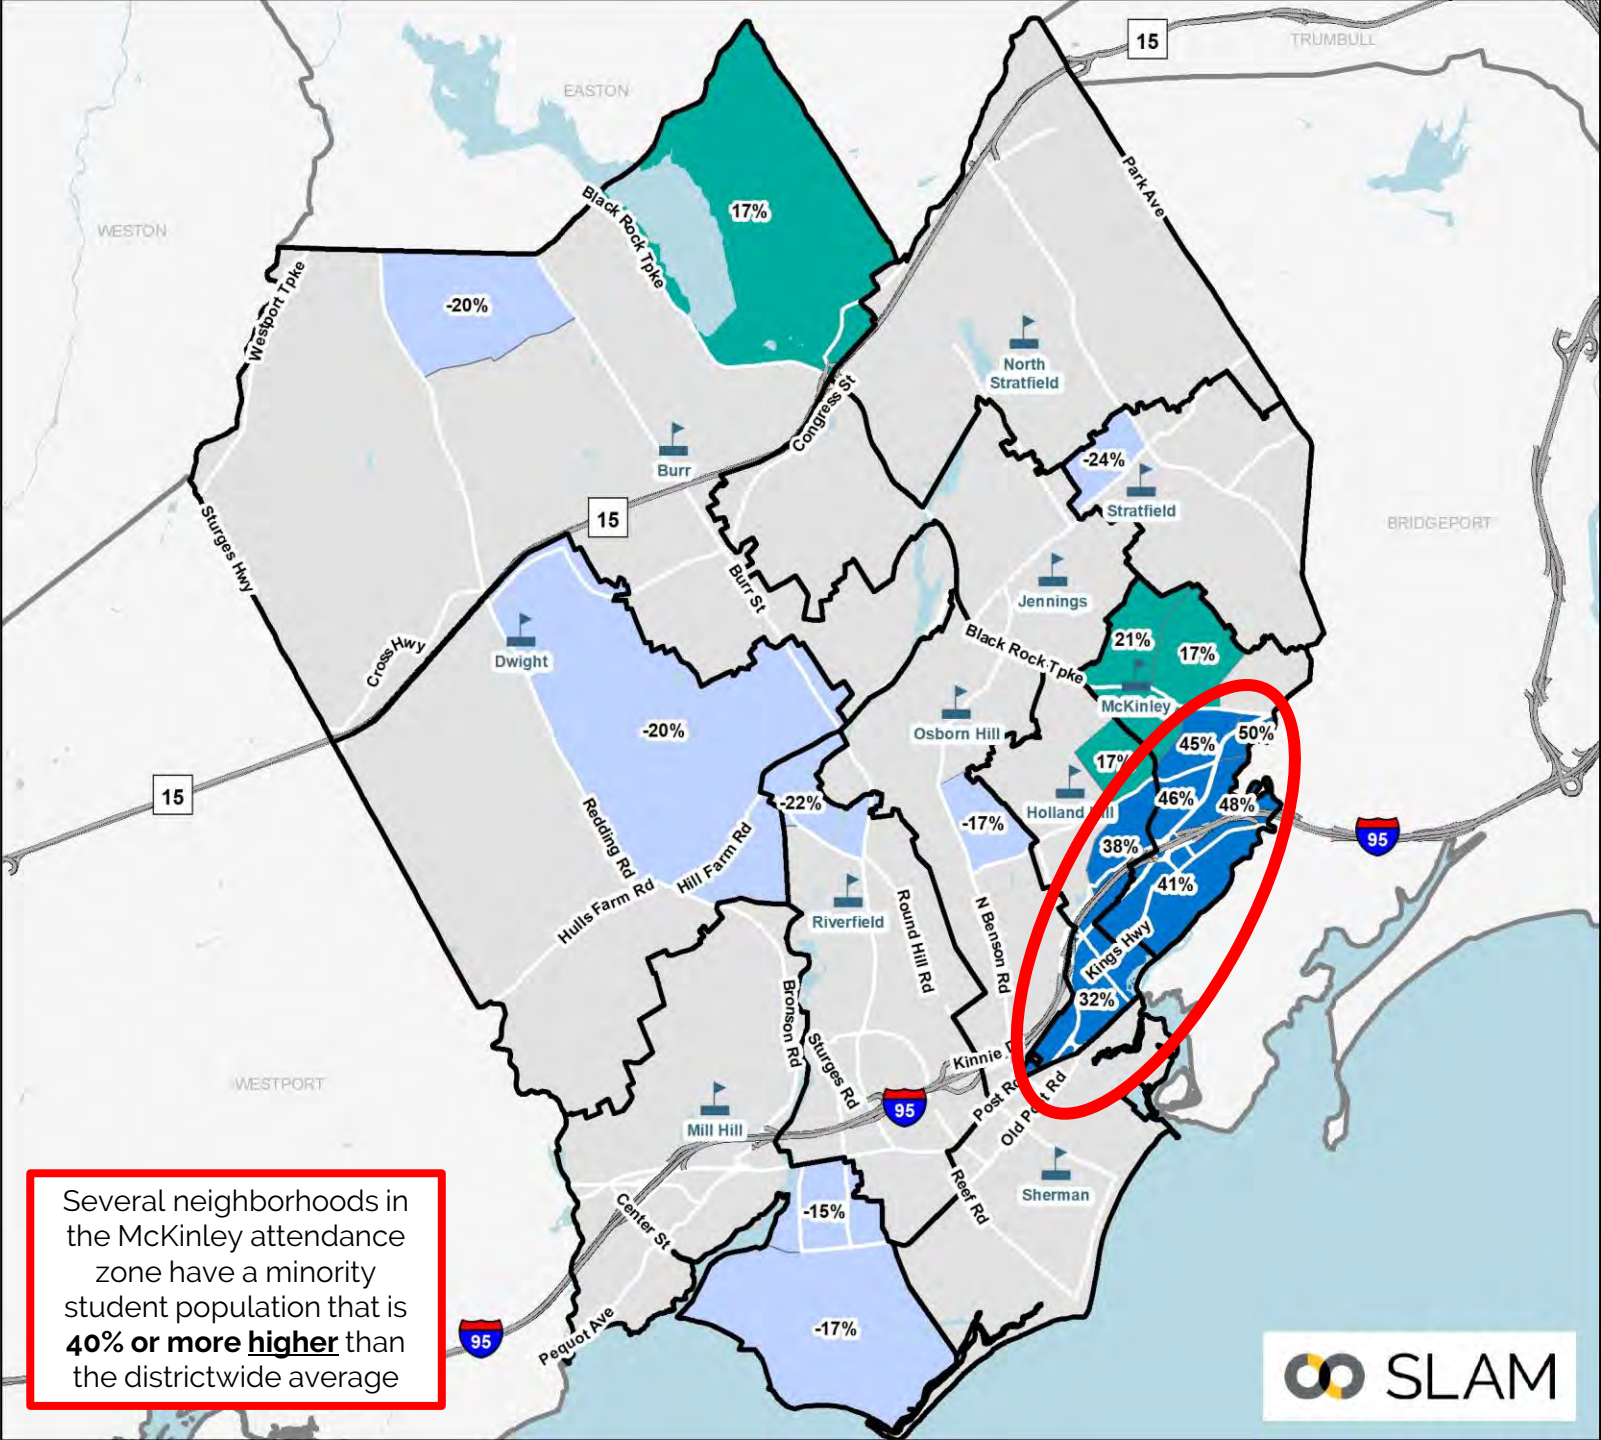 15
TRUMBULL
EASTON
Park Ave
17%
Black Rock Tpke
WESTON
Westport Tpke
-20%
North
Stratfield
Congress St
Burr
-24%
Stratfield
15
BRIDGEPORT
Sturges Hwy
Burr St
Jennings
Black Rock Tpke
21%
17%
Cross Hwy
Dwight
McKinley
-20%
Osborn Hill
45%
50%
17%
15
-22%
-17%
Holland Hill
46%
48%
95
Redding Rd
Hill Farm Rd
38%
41%
Hulls Farm Rd
Riverfield
Round Hill Rd
N Benson Rd
Kings Hwy
32%
Bronson Rd
Sturges Rd
Kinnie
WESTPORT
95
Post Rd
Old Post Rd
Mill Hill
Sherman
Reef Rd
Center St
-15%
Several neighborhoods in
the McKinley attendance
zone have a minority
student population that is
40% or more higher than
the districtwide average
-17%
95
Pequot Ave
SLAM